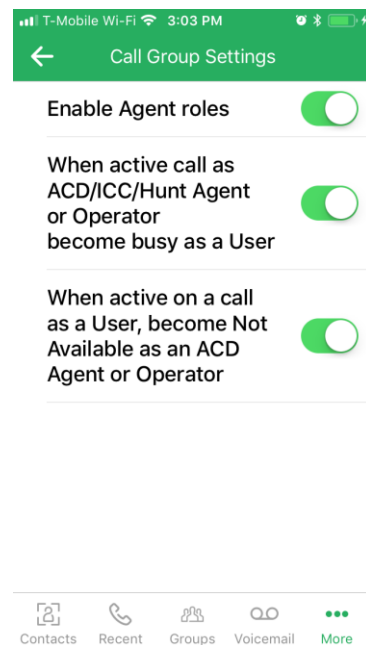 T-Mobile Wi-Fi 3:03 PM
Call Group Settings
Enable Agent roles
When active call as
ACD/ICC/Hunt Agent
or Operator
become busy as a User
When active on a call
as a User, become Not
Available as an ACD
Agent or Operator
Contacts Recent Groups Voicemail More